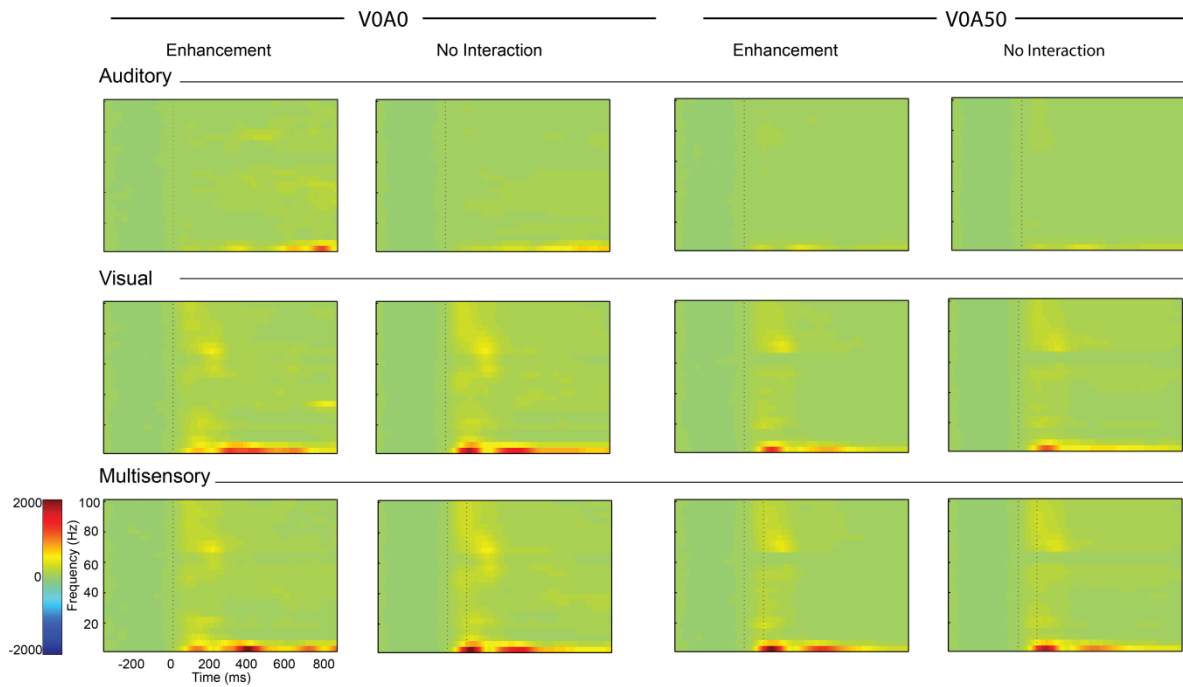 V0A0 V0A50
Enhancement No Interaction Enhancement No Interaction
Auditory
Visual
Multisensory
2000
0
-2000
Frequency (Hz)
100
80
60
40
20
-200 0 200 400 600 800
Time (ms)